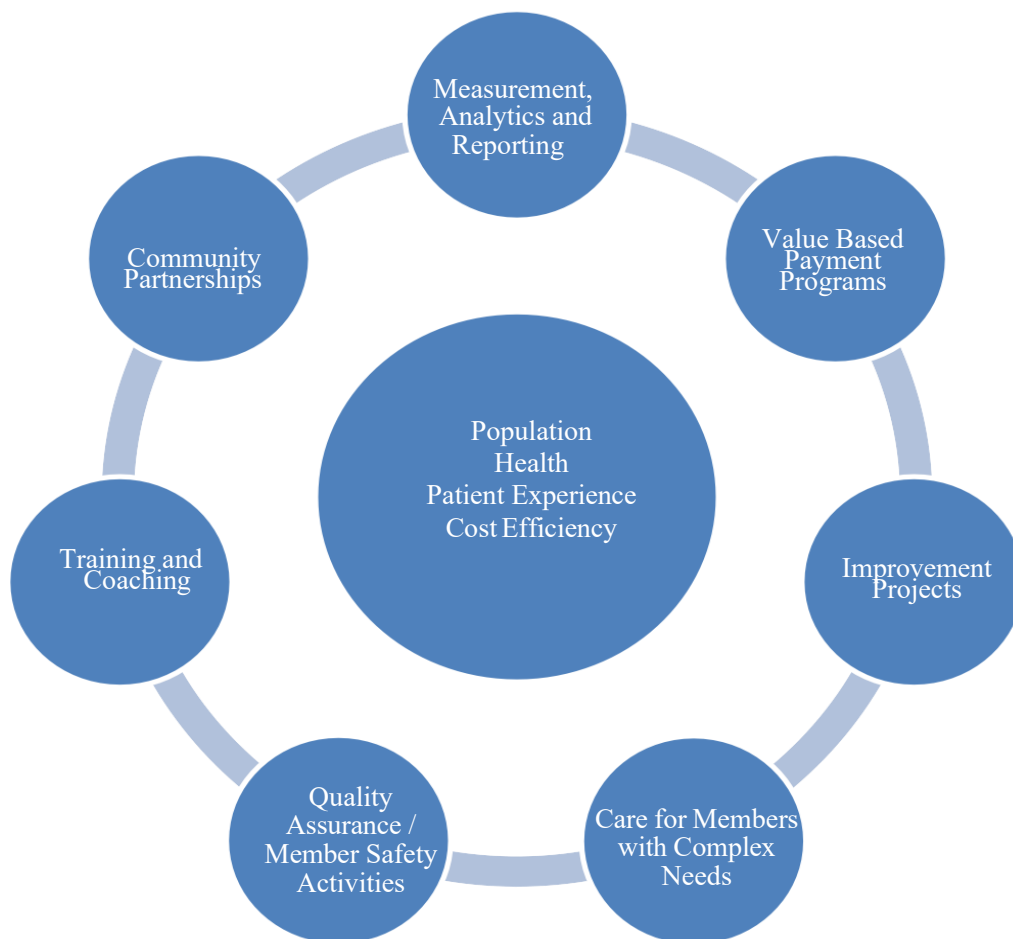 Measurement,
Analytics and
Reporting
Value Based
Payment
Programs
Improvement
Projects
Care for Members
with Complex
Needs
Quality
Assurance /
Member Safety
Activities
Training and
Coaching
Community
Partnerships
Population
Health
Patient Experience
Cost Efficiency